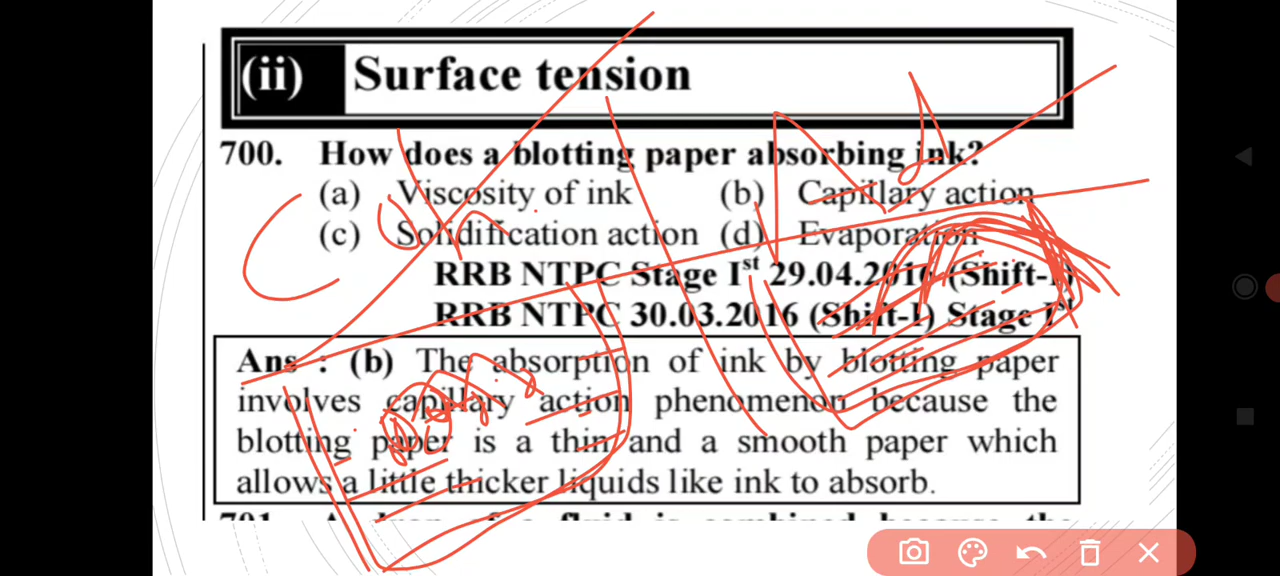 (ii) Surface tension
700. How does a blotting paper absorbing ink?
(a) Viscosity of ink (b) Capillary action
(c) Solidification action (d) Evaporation
RRB NTPC Stage Ist 29.04.2016 (Shift-I)
RRB NTPC 30.03.2016 (Shift-I) Stage Ist
Ans : (b) The absorption of ink by blotting paper
involves capillary action phenomenon because the
blotting paper is a thin and a smooth paper which
allows a little thicker liquids like ink to absorb.